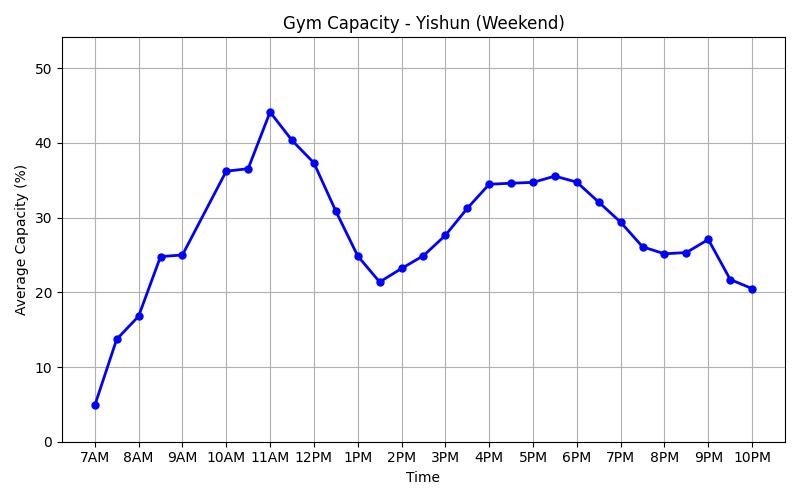 Gym Capacity - Yishun (Weekend)
Average Capacity (%)
50
40
30
20
10
0
7AM 8AM 9AM 10AM 11AM 12PM 1PM 2PM 3PM 4PM 5PM 6PM 7PM 8PM 9PM 10PM
Time